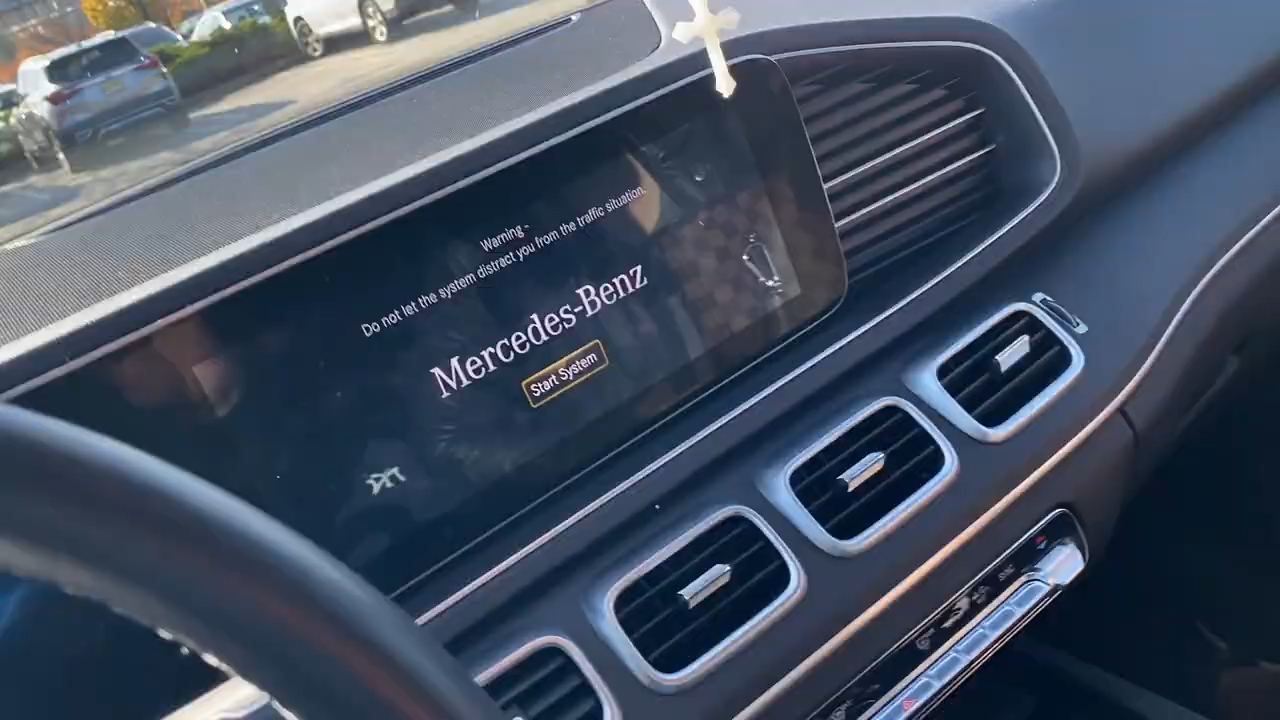 Warning -
Do not let the system distract you from the traffic situation.
Mercedes-Benz
Start System